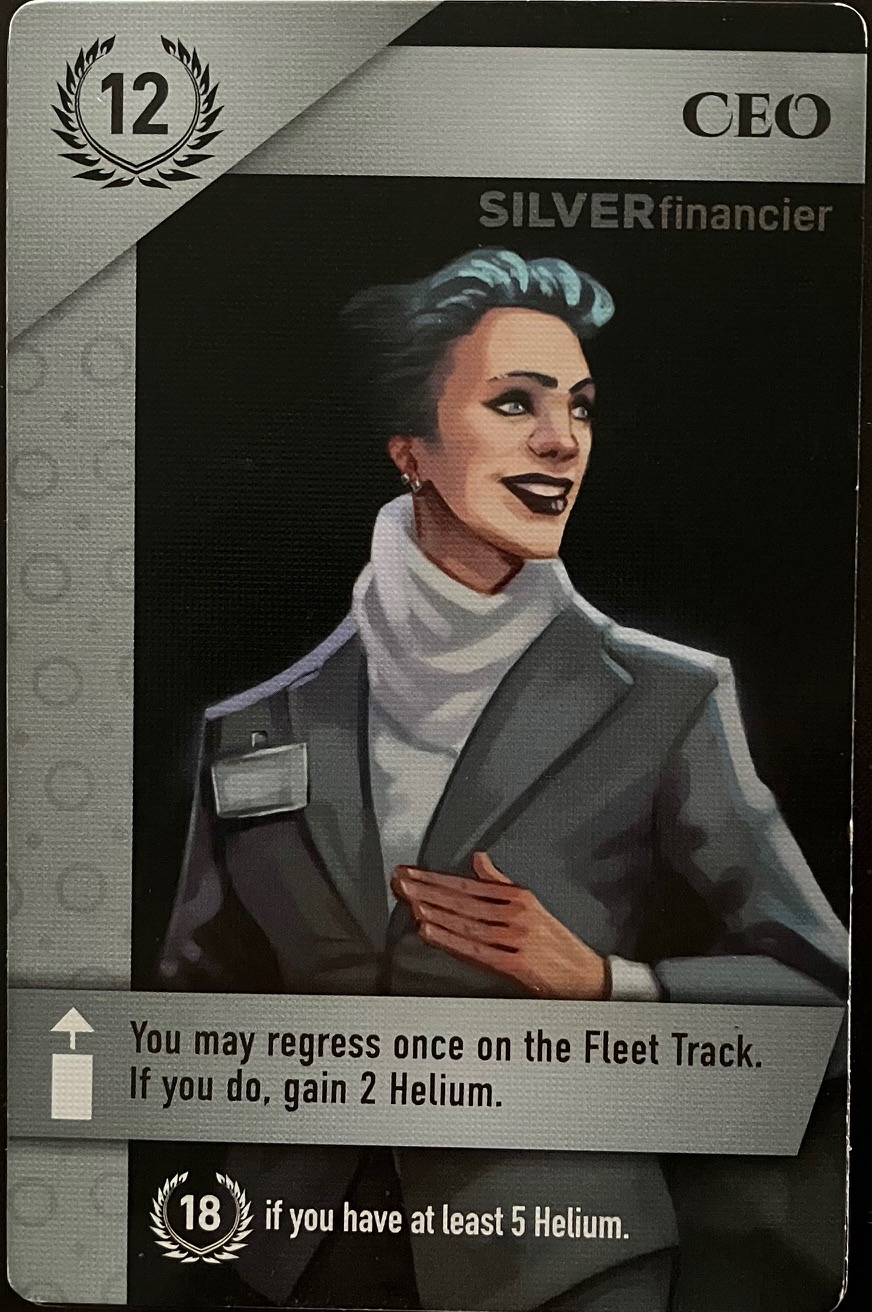 12
CEO
SILVERfinancier
You may regress once on the Fleet Track.
If you do, gain 2 Helium.
18 if you have at least 5 Helium.